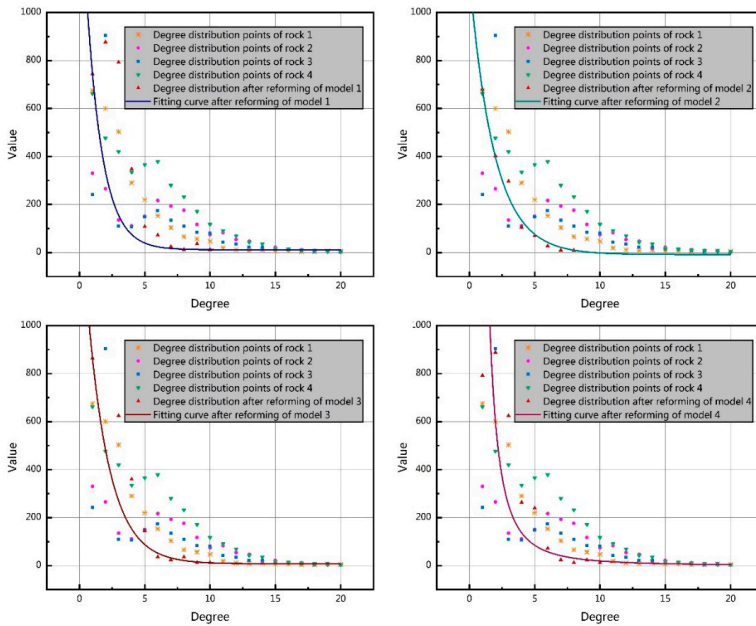 1000
800
600
400
200
0
Value
0 5 10 15 20
Degree
Degree distribution points of rock 1
Degree distribution points of rock 2
Degree distribution points of rock 3
Degree distribution points of rock 4
Degree distribution after reforming of model 1
Fitting curve after reforming of model 1
1000
800
600
400
200
0
Value
0 5 10 15 20
Degree
Degree distribution points of rock 1
Degree distribution points of rock 2
Degree distribution points of rock 3
Degree distribution points of rock 4
Degree distribution after reforming of model 2
Fitting curve after reforming of model 2
1000
800
600
400
200
0
Value
0 5 10 15 20
Degree
Degree distribution points of rock 1
Degree distribution points of rock 2
Degree distribution points of rock 3
Degree distribution points of rock 4
Degree distribution after reforming of model 3
Fitting curve after reforming of model 3
1000
800
600
400
200
0
Value
0 5 10 15 20
Degree
Degree distribution points of rock 1
Degree distribution points of rock 2
Degree distribution points of rock 3
Degree distribution points of rock 4
Degree distribution after reforming of model 4
Fitting curve after reforming of model 4